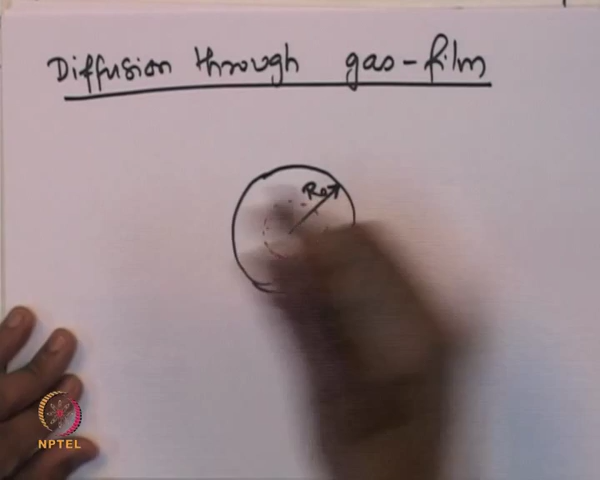 Diffusion through gas-film
R₀
NPTEL